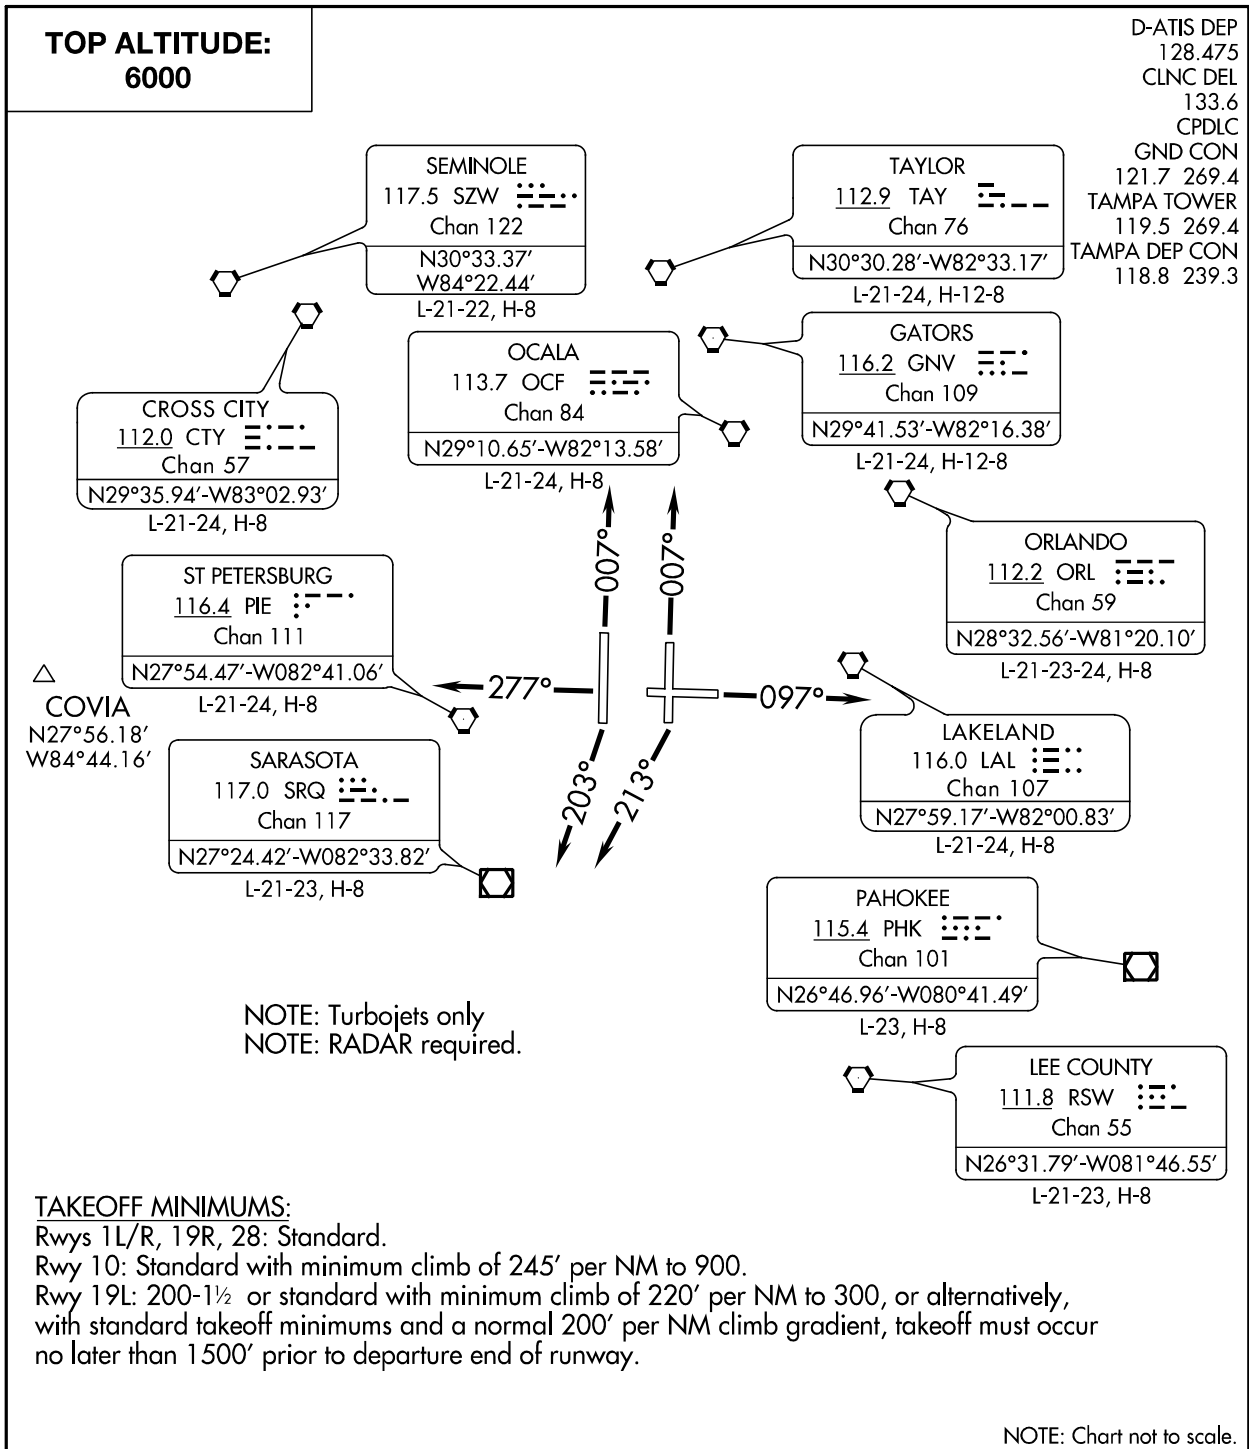 TOP ALTITUDE:
6000
D-ATIS DEP
128.475
CLNC DEL
133.6
CPDLC
GND CON
121.7 269.4
TAMPA TOWER
119.5 269.4
TAMPA DEP CON
118.8 239.3
SEMINOLE
117.5 SZW
Chan 122
N30°33.37'
W84°22.44'
L-21-22, H-8
TAYLOR
112.9 TAY
Chan 76
N30°30.28'-W82°33.17'
L-21-24, H-12-8
OCALA
113.7 OCF
Chan 84
N29°10.65'-W82°13.58'
L-21-24, H-8
GATORS
116.2 GNV
Chan 109
N29°41.53'-W82°16.38'
L-21-24, H-12-8
CROSS CITY
112.0 CTY
Chan 57
N29°35.94'-W83°02.93'
L-21-24, H-8
ORLANDO
112.2 ORL
Chan 59
N28°32.56'-W81°20.10'
L-21-23-24, H-8
ST PETERSBURG
116.4 PIE
Chan 111
N27°54.47'-W082°41.06'
L-21-24, H-8
007°
007°
277°
097°
203°
213°
COVIA
N27°56.18'
W84°44.16'
LAKELAND
116.0 LAL
Chan 107
N27°59.17'-W82°00.83'
L-21-24, H-8
SARASOTA
117.0 SRQ
Chan 117
N27°24.42'-W082°33.82'
L-21-23, H-8
PAHOKEE
115.4 PHK
Chan 101
N26°46.96'-W080°41.49'
L-23, H-8
NOTE: Turbojets only
NOTE: RADAR required.
LEE COUNTY
111.8 RSW
Chan 55
N26°31.79'-W081°46.55'
L-21-23, H-8
TAKEOFF MINIMUMS:
Rwys 1L/R, 19R, 28: Standard.
Rwy 10: Standard with minimum climb of 245' per NM to 900.
Rwy 19L: 200-1½ or standard with minimum climb of 220' per NM to 300, or alternatively,
with standard takeoff minimums and a normal 200' per NM climb gradient, takeoff must occur
no later than 1500' prior to departure end of runway.
NOTE: Chart not to scale.